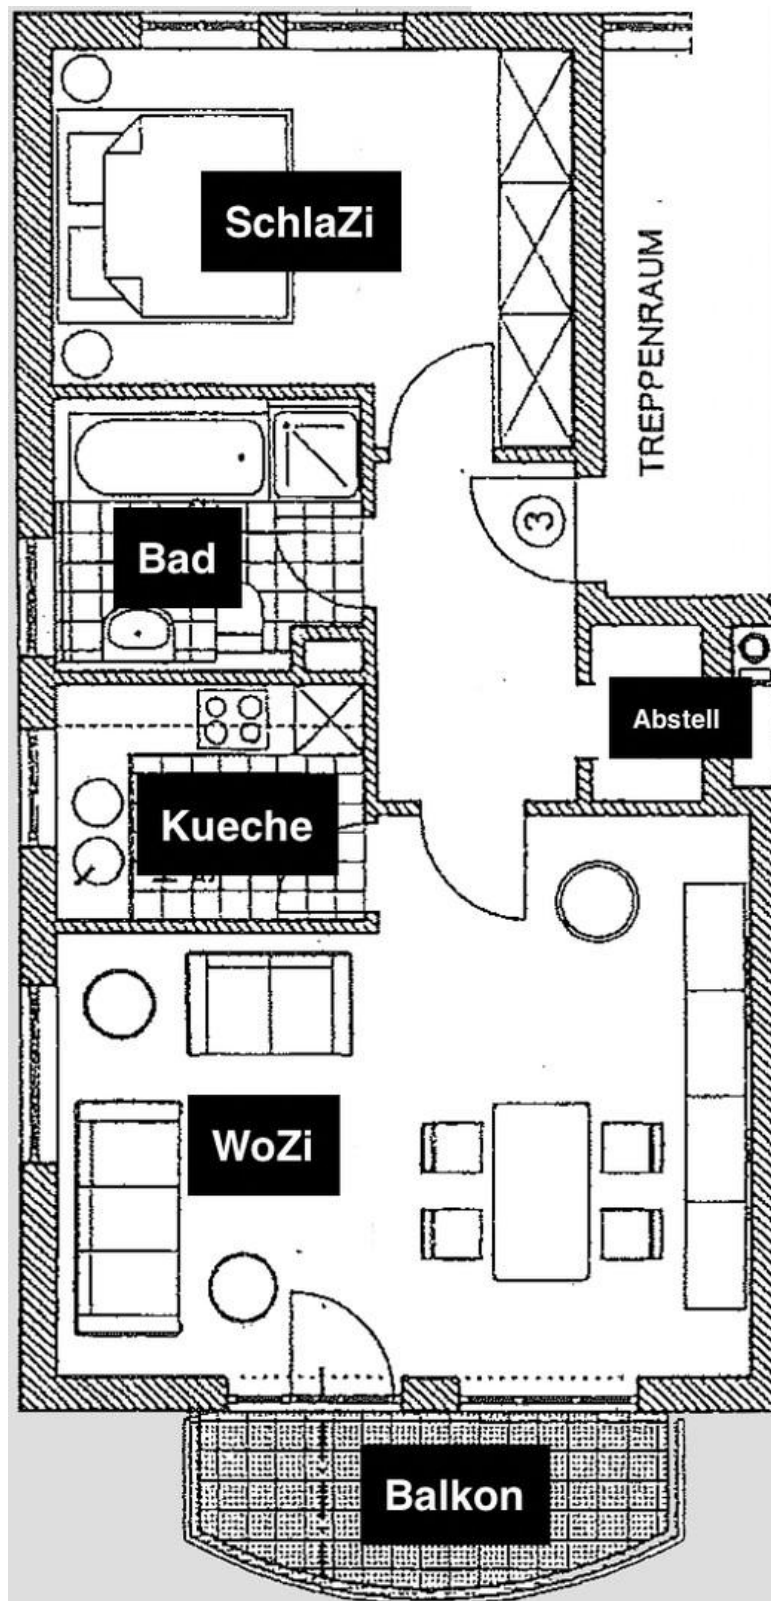 SchlaZi
TREPPENRAUM
Bad
3
Abstell
Kueche
WoZi
Balkon